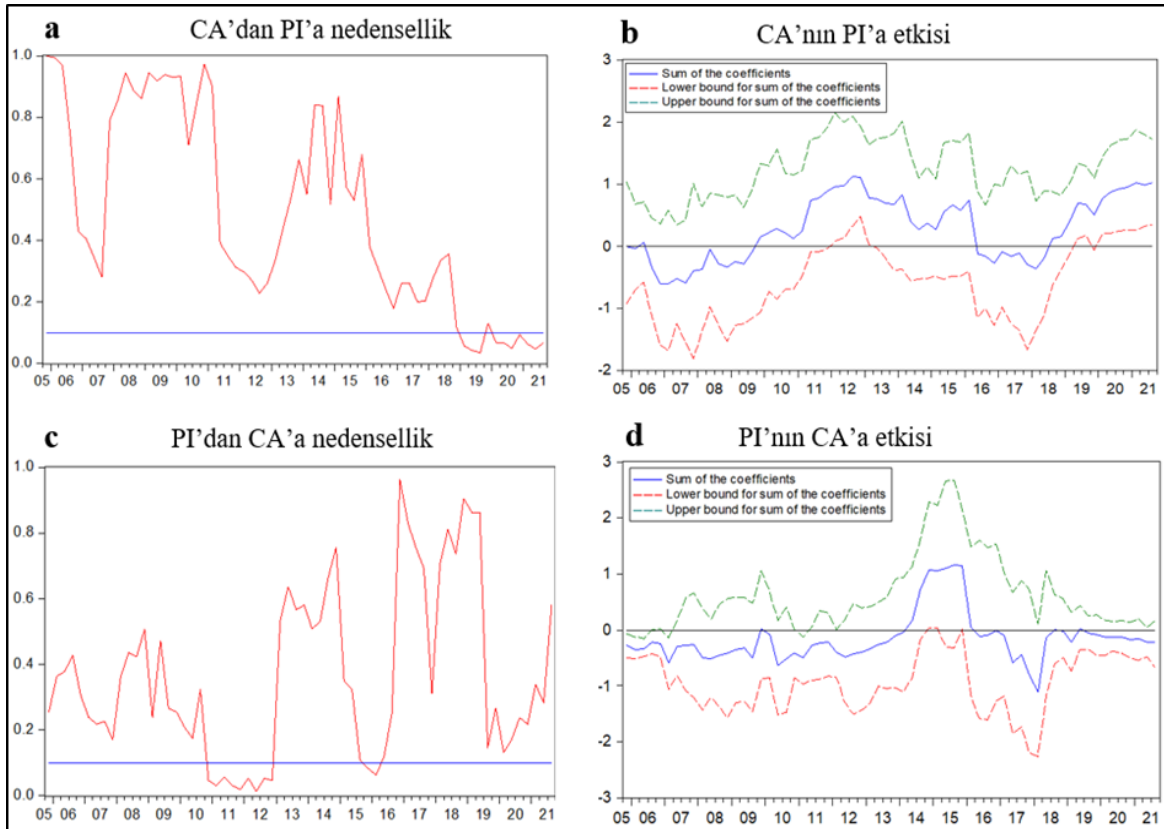 a CA’dan PI’a nedensellik
1.0
0.8
0.6
0.4
0.2
0.0
05 06 07 08 09 10 11 12 13 14 15 16 17 18 19 20 21
b CA’nın PI’a etkisi
3
Sum of the coefficients
Lower bound for sum of the coefficients
Upper bound for sum of the coefficients
2
1
0
-1
-2
05 06 07 08 09 10 11 12 13 14 15 16 17 18 19 20 21
c PI’dan CA’a nedensellik
1.0
0.8
0.6
0.4
0.2
0.0
05 06 07 08 09 10 11 12 13 14 15 16 17 18 19 20 21
d PI’nın CA’a etkisi
3
Sum of the coefficients
Lower bound for sum of the coefficients
Upper bound for sum of the coefficients
2
1
0
-1
-2
-3
05 06 07 08 09 10 11 12 13 14 15 16 17 18 19 20 21